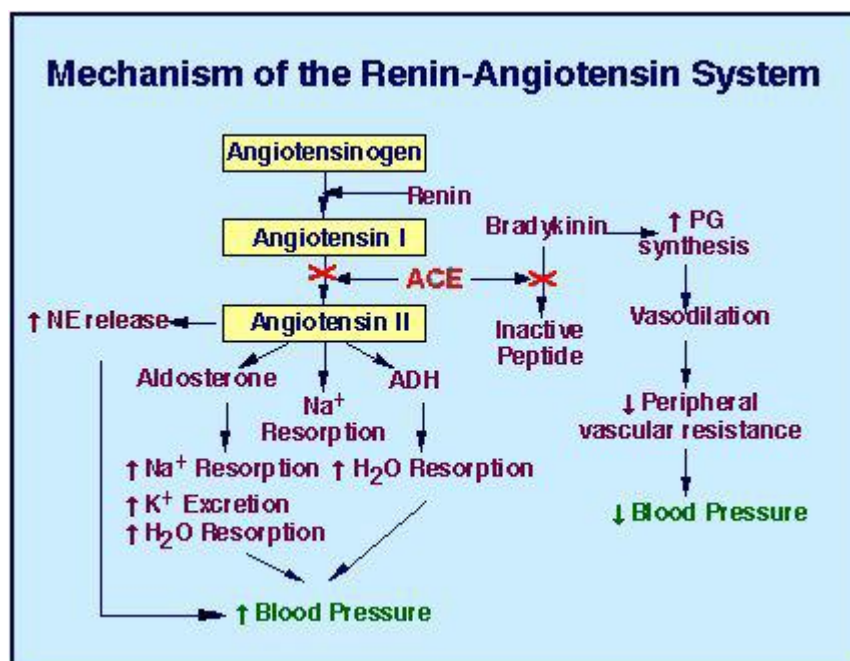 Mechanism of the Renin-Angiotensin System
Angiotensinogen
Renin
Angiotensin I
Bradykinin
↑ PG
synthesis
ACE
↑ NE release
Angiotensin II
Inactive
Peptide
Vasodilation
Aldosterone
Na⁺
Resorption
ADH
↓ Peripheral
vascular resistance
↑ Na⁺ Resorption
↑ K⁺ Excretion
↑ H₂O Resorption
↑ H₂O Resorption
↓ Blood Pressure
↑ Blood Pressure